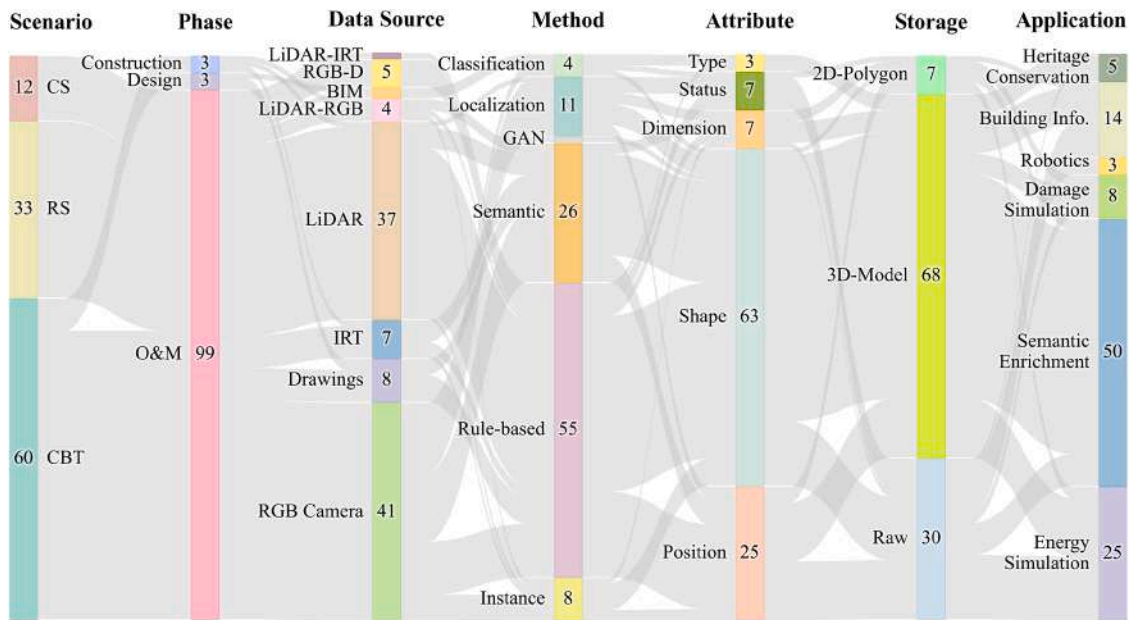 Scenario
Phase
Data Source
Method
Attribute
Storage
Application
12 CS
33 RS
60 CBT
Construction 3
Design 3
O&M 99
LiDAR-IRT
RGB-D 5
BIM
LiDAR-RGB 4
LiDAR 37
IRT 7
Drawings 8
RGB Camera 41
Classification 4
Localization 11
GAN
Semantic 26
Rule-based 55
Instance 8
Type 3
Status 7
Dimension 7
Shape 63
Position 25
2D-Polygon 7
3D-Model 68
Raw 30
Heritage
Conservation 5
Building Info. 14
Robotics 3
Damage
Simulation 8
Semantic
Enrichment 50
Energy
Simulation 25